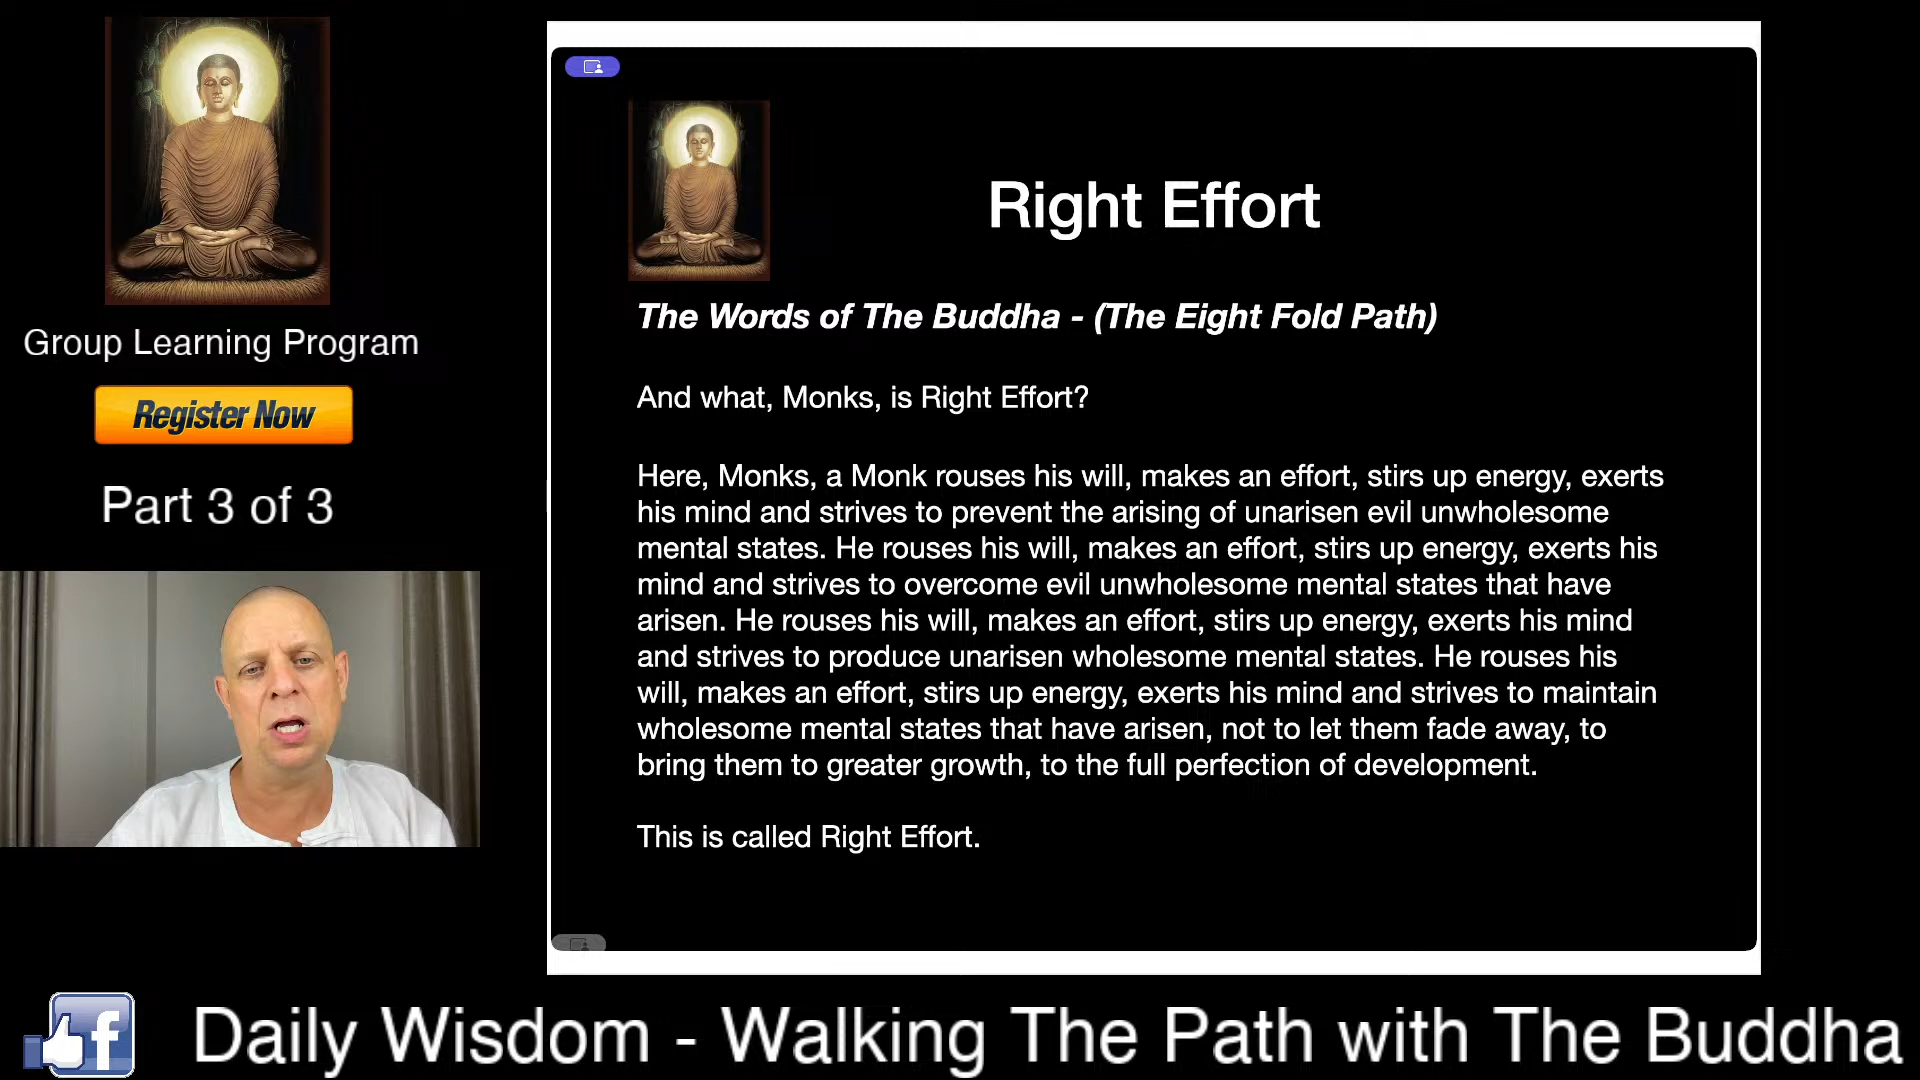 Group Learning Program
Register Now
Part 3 of 3
Right Effort
The Words of The Buddha - (The Eight Fold Path)
And what, Monks, is Right Effort?
Here, Monks, a Monk rouses his will, makes an effort, stirs up energy, exerts
his mind and strives to prevent the arising of unarisen evil unwholesome
mental states. He rouses his will, makes an effort, stirs up energy, exerts his
mind and strives to overcome evil unwholesome mental states that have
arisen. He rouses his will, makes an effort, stirs up energy, exerts his mind
and strives to produce unarisen wholesome mental states. He rouses his
will, makes an effort, stirs up energy, exerts his mind and strives to maintain
wholesome mental states that have arisen, not to let them fade away, to
bring them to greater growth, to the full perfection of development.
This is called Right Effort.
f
Daily Wisdom - Walking The Path with The Buddha